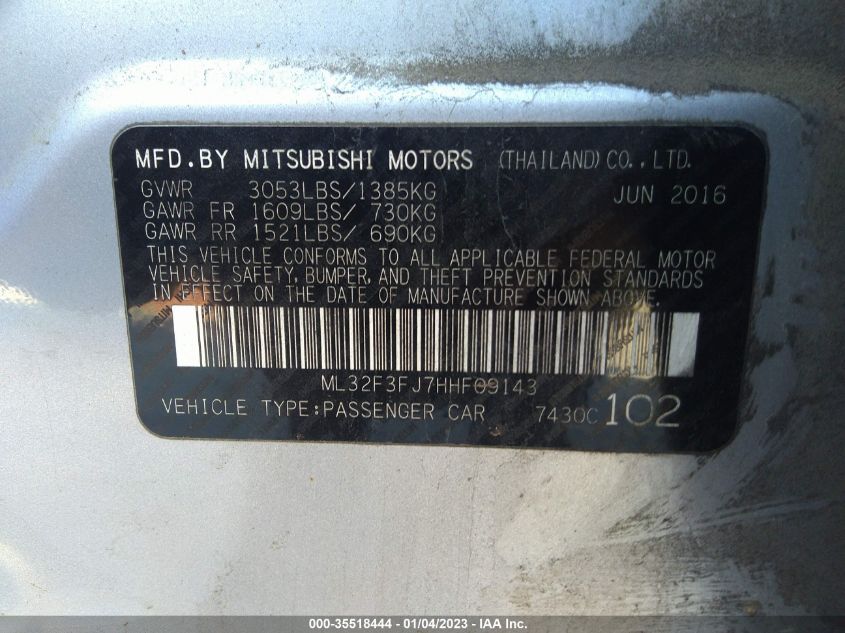 MFD.BY MITSUBISHI MOTORS (THAILAND)CO.,LTD.
GVWR 3053LBS/1385KG JUN 2016
GAWR FR 1609LBS/ 730KG
GAWR RR 1521LBS/ 690KG
THIS VEHICLE CONFORMS TO ALL APPLICABLE FEDERAL MOTOR
VEHICLE SAFETY, BUMPER, AND THEFT PREVENTION STANDARDS
IN EFFECT ON THE DATE OF MANUFACTURE SHOWN ABOVE.
ML32F3FJ7HHF09143
VEHICLE TYPE:PASSENGER CAR 7430C 102
000-35518444 - 01/04/2023 - IAA Inc.